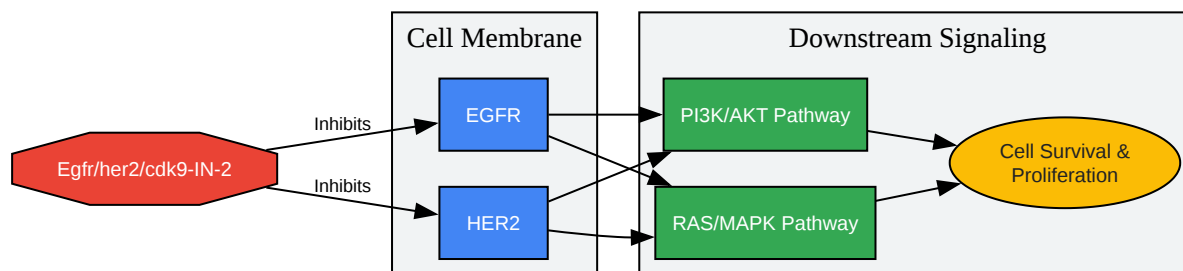 Cell Membrane
Downstream Signaling
Egfr/her2/cdk9-IN-2
Inhibits
Inhibits
EGFR
HER2
PI3K/AKT Pathway
RAS/MAPK Pathway
Cell Survival &
Proliferation